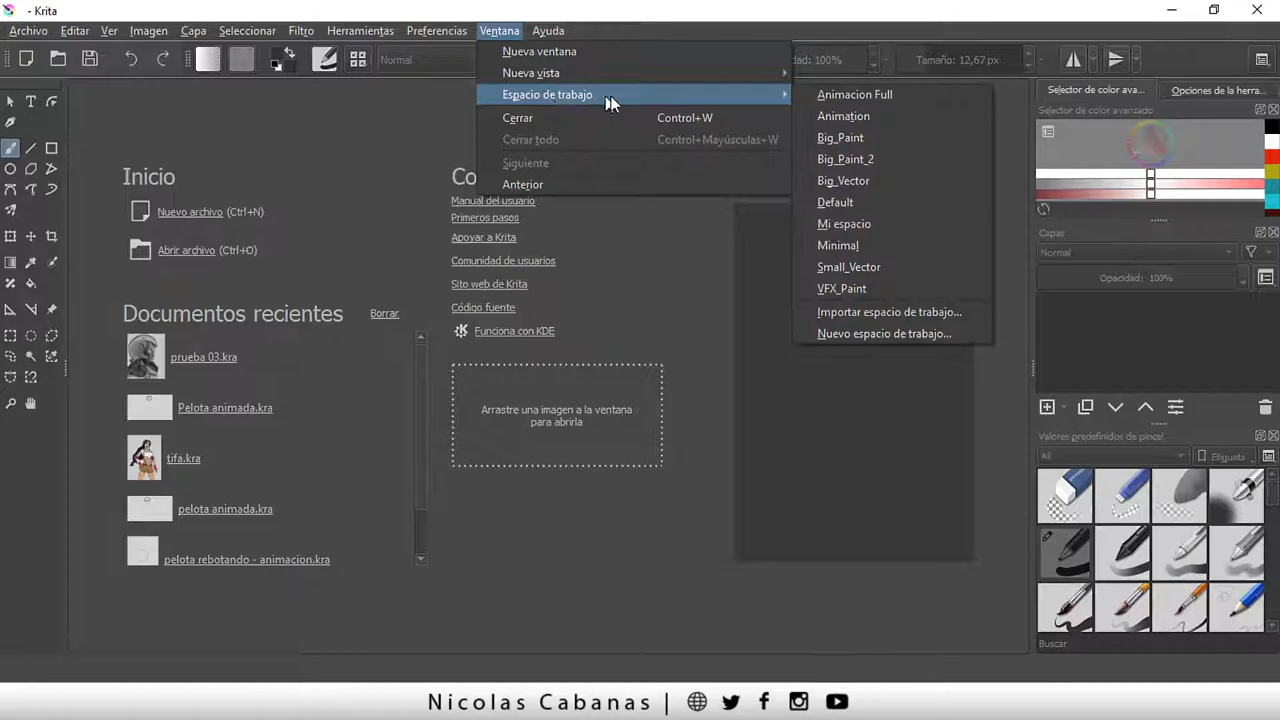 - Krita
Archivo Editar Ver Imagen Capa Seleccionar Filtro Herramientas Preferencias Ventana Ayuda
Normal
dad: 100%
Tamaño: 12,67 px
Nueva ventana
Nueva vista
Espacio de trabajo
Cerrar Control+W
Cerrar todo Control+Mayúsculas+W
Siguiente
Anterior
Animacion Full
Animation
Big_Paint
Big_Paint_2
Big_Vector
Default
Mi espacio
Minimal
Small_Vector
VFX_Paint
Importar espacio de trabajo...
Nuevo espacio de trabajo...
Inicio
Nuevo archivo (Ctrl+N)
Abrir archivo (Ctrl+O)
Documentos recientes Borrar
prueba 03.kra
Pelota animada.kra
tifa.kra
pelota animada.kra
pelota rebotando - animacion.kra
Co
Manual del usuario
Primeros pasos
Apoyar a Krita
Comunidad de usuarios
Sitio web de Krita
Código fuente
Funciona con KDE
Arrastre una imagen a la ventana
para abrirla
Selector de color ava... Opciones de la herra...
Selector de color avanzado
Capas
Normal
Opacidad: 100%
Valores predefinidos de pincel
All Etiqueta
Buscar
Nicolas Cabanas |